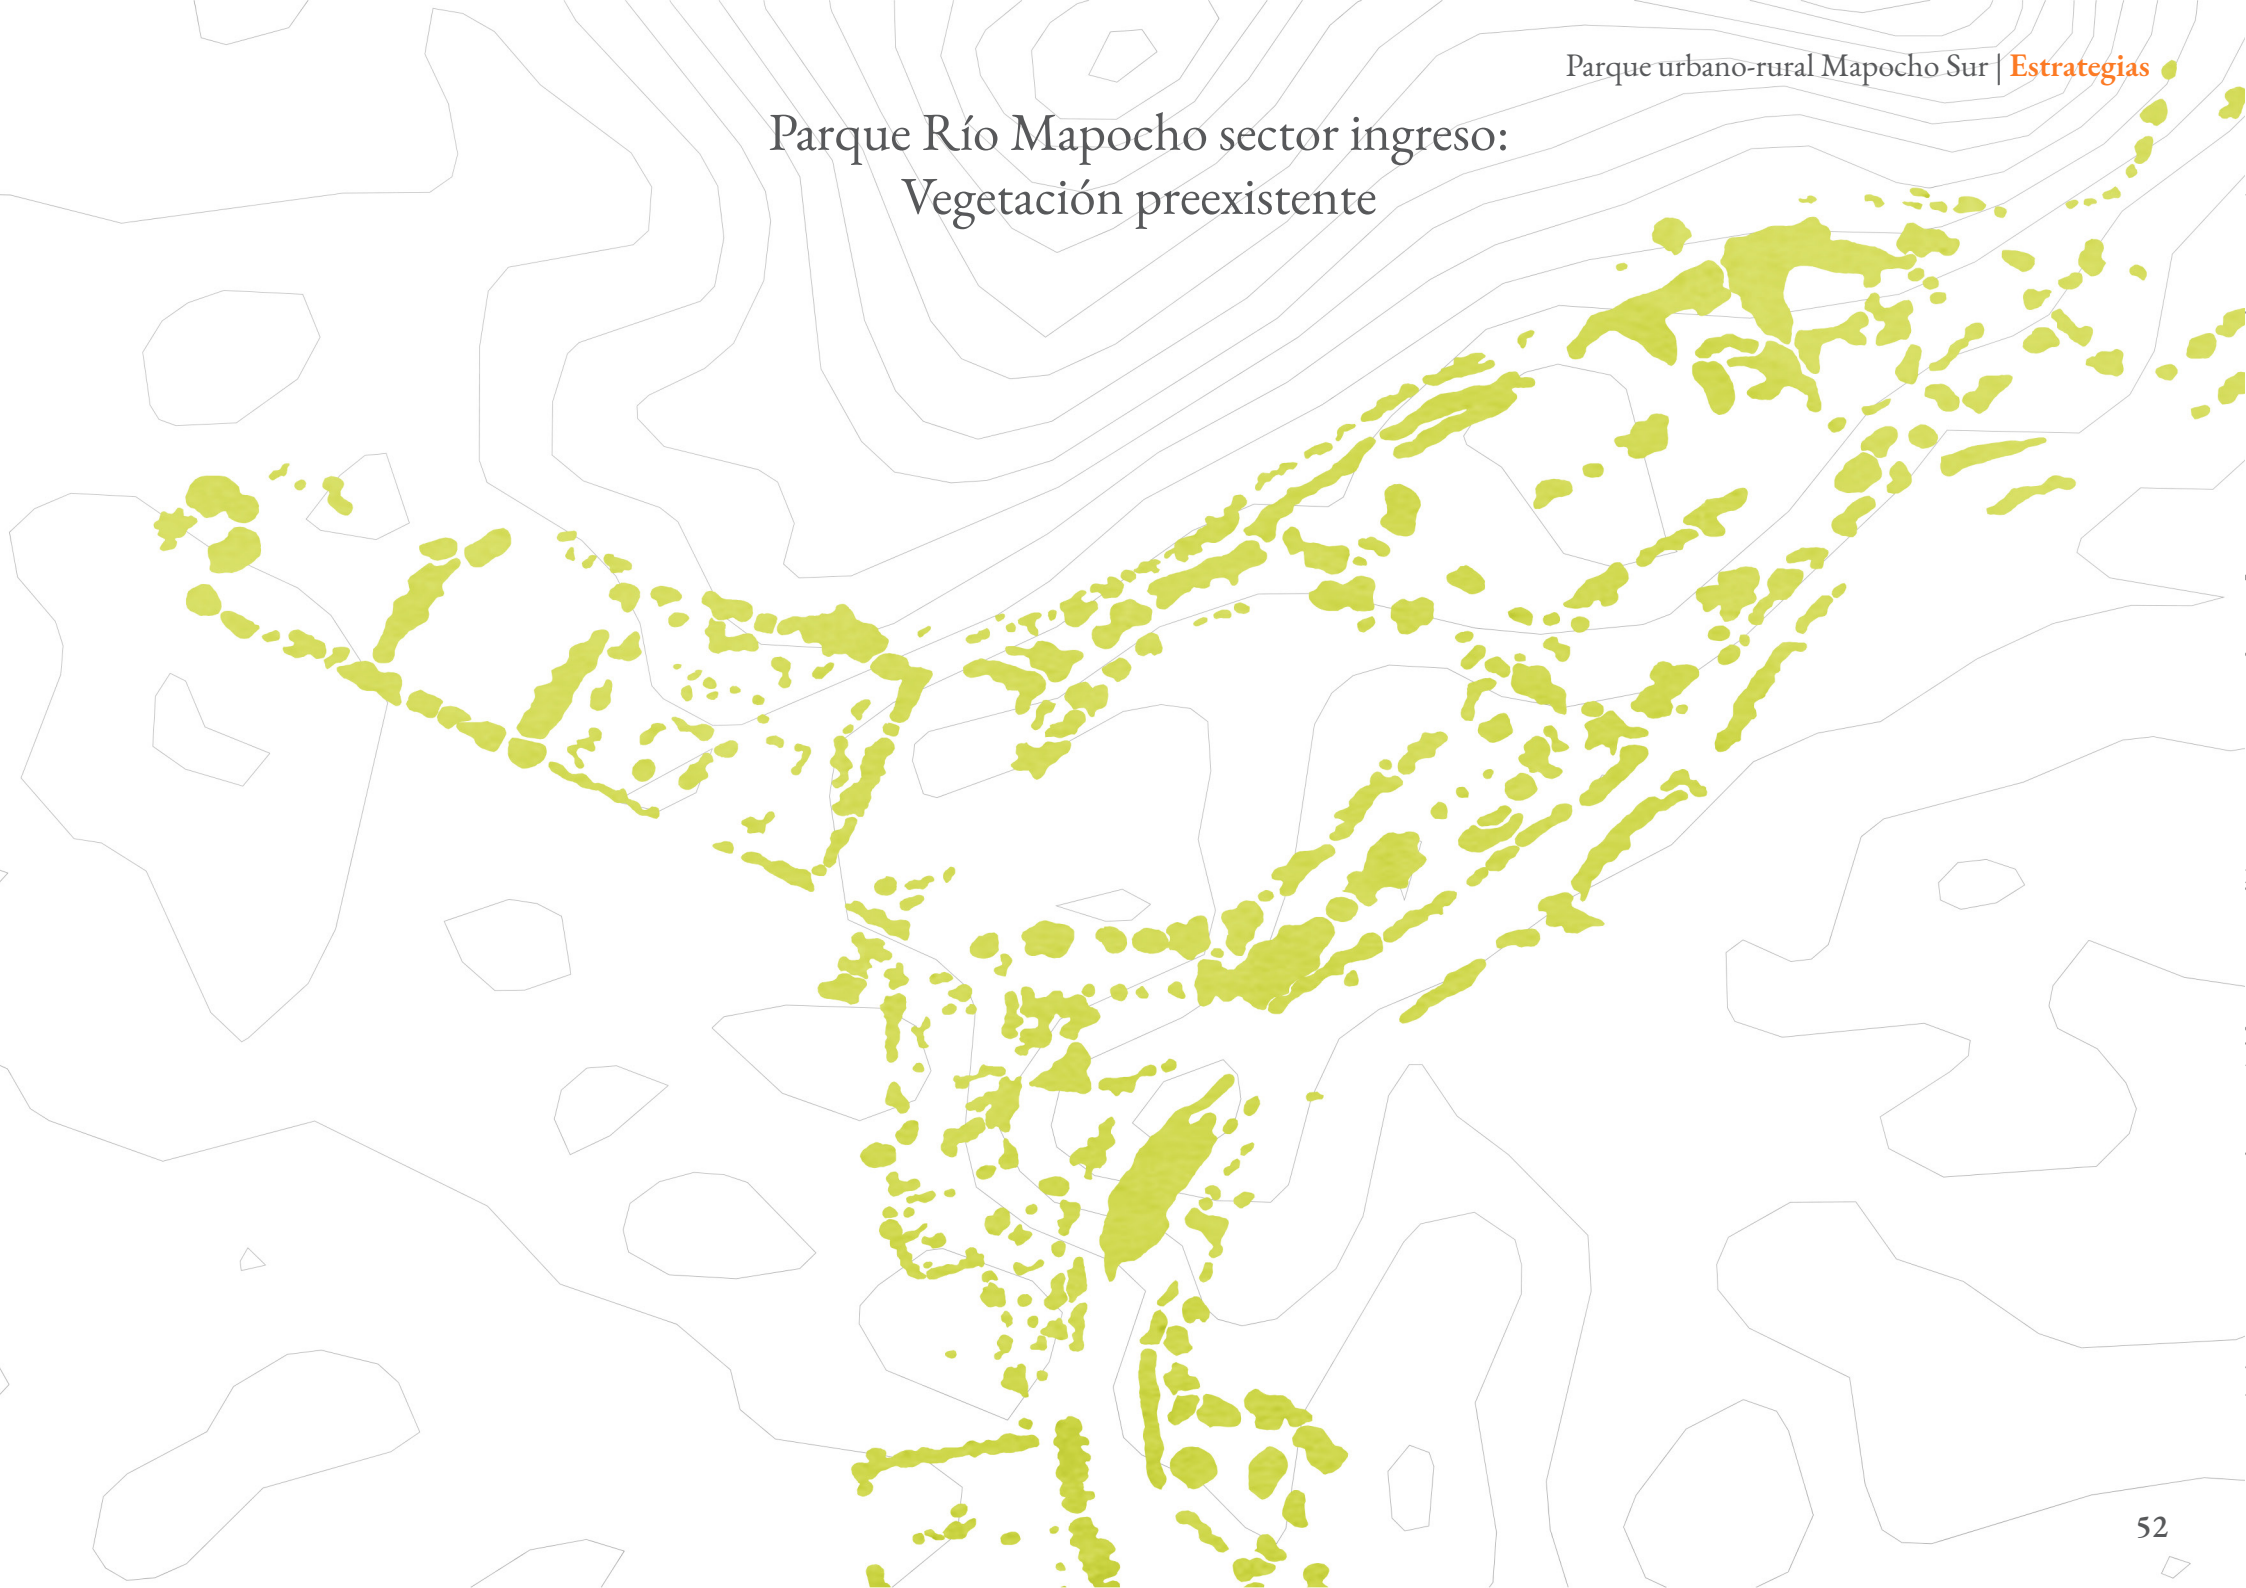 Parque urbano-rural Mapocho Sur | Estrategias
Parque Río Mapocho sector ingreso:
Vegetación preexistente
52